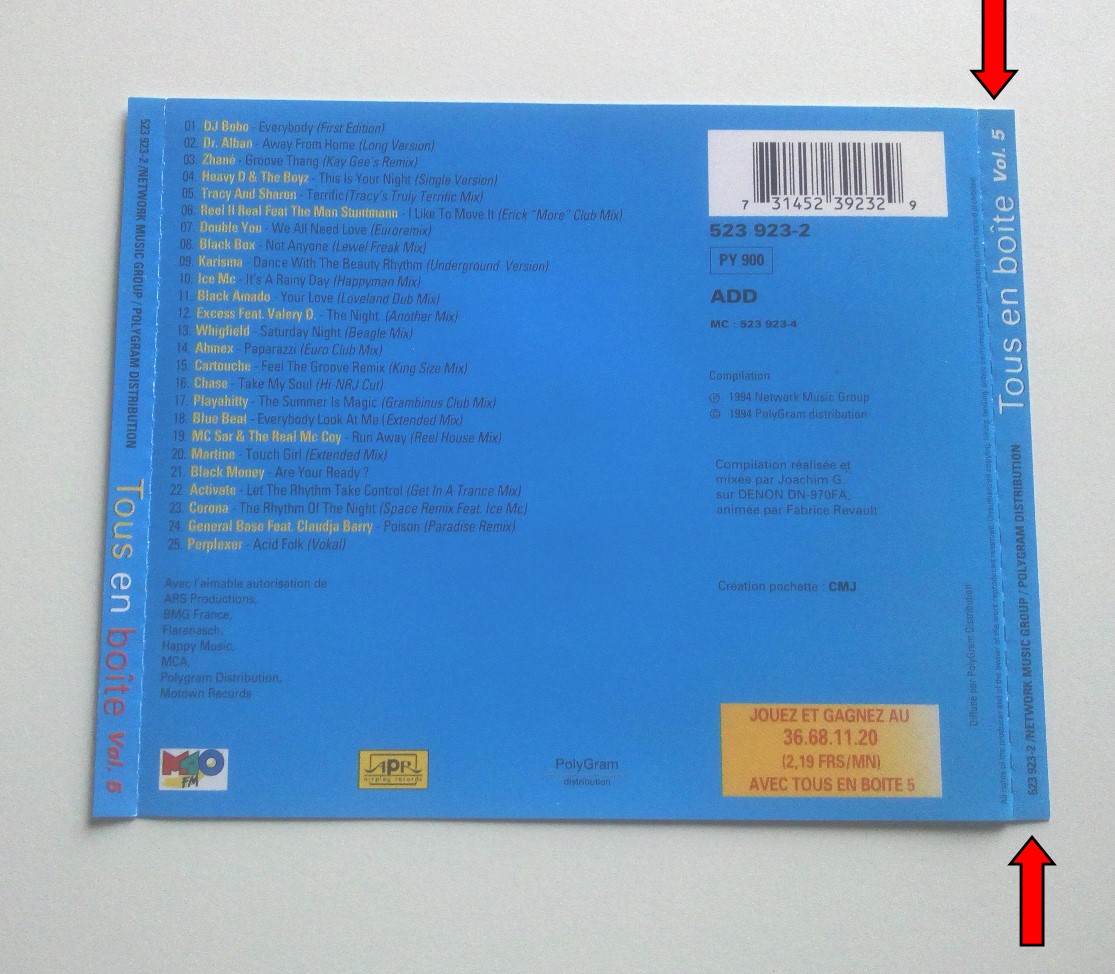 523 923-2 /NETWORK MUSIC GROUP / POLYGRAM DISTRIBUTION Tous en boîte Vol. 5
01. DJ Bobo - Everybody (First Edition)
02. Dr. Alban - Away From Home (Long Version)
03. Zhané - Groove Thang (Kay Gee's Remix)
04. Heavy D & The Boyz - This Is Your Night (Single Version)
05. Tracy And Sharon - Terrific (Tracy's Truly Terrific Mix)
06. Reel II Real Feat The Man Stuntmann - I Like To Move It (Erick "More" Club Mix)
07. Double You - We All Need Love (Euroremix)
08. Black Box - Not Anyone (Lewel Freak Mix)
09. Karisma - Dance With The Beauty Rhythm (Underground Version)
10. Ice Mc - It's A Rainy Day (Happyman Mix)
11. Black Amado - Your Love (Loveland Dub Mix)
12. Excess Feat. Valery D. - The Night (Another Mix)
13. Whigfield - Saturday Night (Beagle Mix)
14. Ahmex - Paparazzi (Euro Club Mix)
15. Cartouche - Feel The Groove Remix (King Size Mix)
16. Chase - Take My Soul (Hi-NRJ Cut)
17. Playahitty - The Summer Is Magic (Grambinus Club Mix)
18. Blue Beat - Everybody Look At Me (Extended Mix)
19. MC Sar & The Real Mc Coy - Run Away (Reel House Mix)
20. Martine - Touch Girl (Extended Mix)
21. Black Money - Are Your Ready ?
22. Activate - Let The Rhythm Take Control (Get In A Trance Mix)
23. Corona - The Rhythm Of The Night (Space Remix Feat. Ice Mc)
24. General Base Feat. Claudja Barry - Poison (Paradise Remix)
25. Perplexer - Acid Folk (Vokal)
Avec l'aimable autorisation de
ARS Productions,
BMG France,
Flarenasch,
Happy Music,
MCA,
Polygram Distribution,
Motown Records
M40
FM
APR
airplay records
PolyGram
distribution
7 31452 39232 9
523 923-2
PY 900
ADD
MC : 523 923-4
Compilation
℗ 1994 Network Music Group
© 1994 PolyGram distribution
Compilation réalisée et
mixée par Joachim G.
sur DENON DN-970FA,
animée par Fabrice Revault
Création pochette : CMJ
JOUEZ ET GAGNEZ AU
36.68.11.20
(2,19 FRS/MN)
AVEC TOUS EN BOITE 5
Diffusé par PolyGram Distribution
523 923-2 /NETWORK MUSIC GROUP / POLYGRAM DISTRIBUTION Tous en boîte Vol. 5